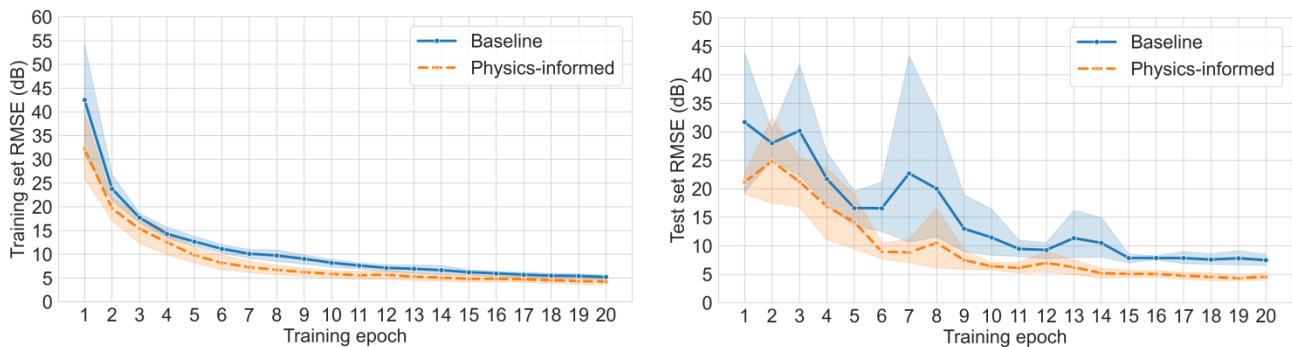 60
55
50
45
40
35
30
25
20
15
10
5
0
Training set RMSE (dB)
Baseline
Physics-informed
1 2 3 4 5 6 7 8 9 10 11 12 13 14 15 16 17 18 19 20
Training epoch
50
45
40
35
30
25
20
15
10
5
0
Test set RMSE (dB)
Baseline
Physics-informed
1 2 3 4 5 6 7 8 9 10 11 12 13 14 15 16 17 18 19 20
Training epoch